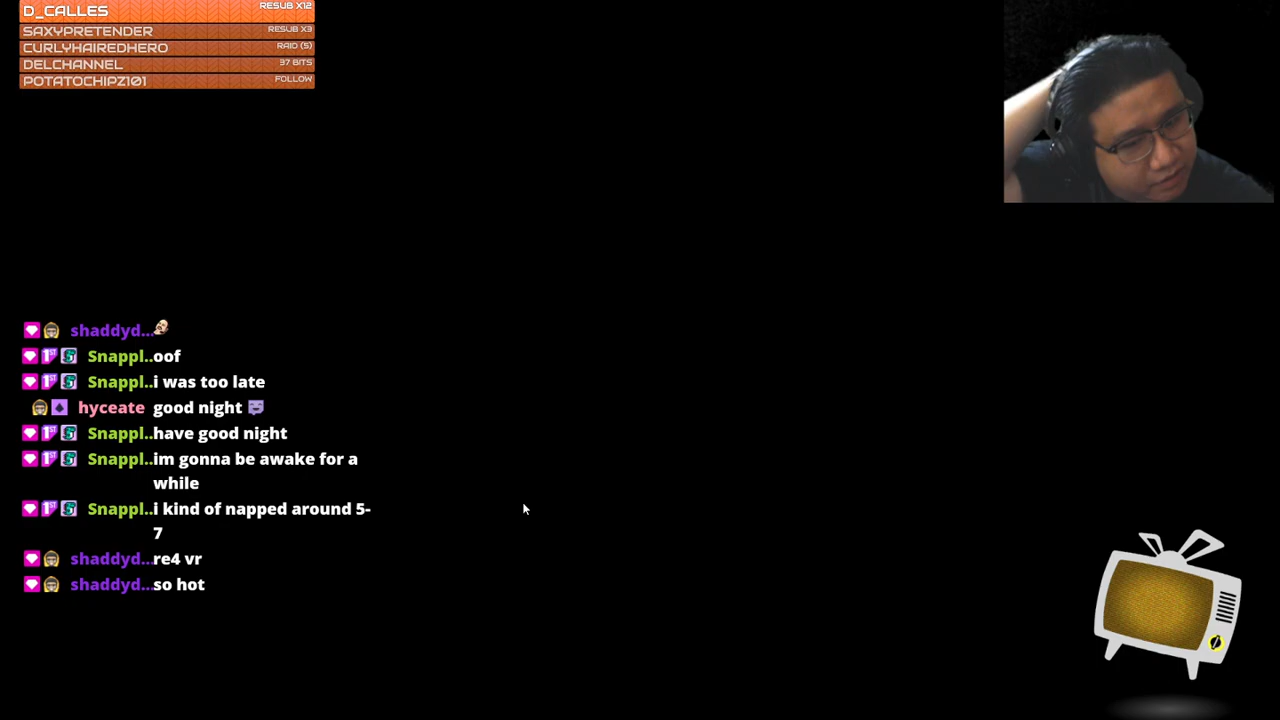 D_CALLES RESUB X12
SAXYPRETENDER RESUB X3
CURLYHAIREDHERO RAID (5)
DELCHANNEL 37 BITS
POTATOCHIPZ101 FOLLOW
shaddyd...
Snappl..oof
Snappl..i was too late
hyceate good night
Snappl..have good night
Snappl..im gonna be awake for a
while
Snappl..i kind of napped around 5-
7
shaddyd...re4 vr
shaddyd...so hot